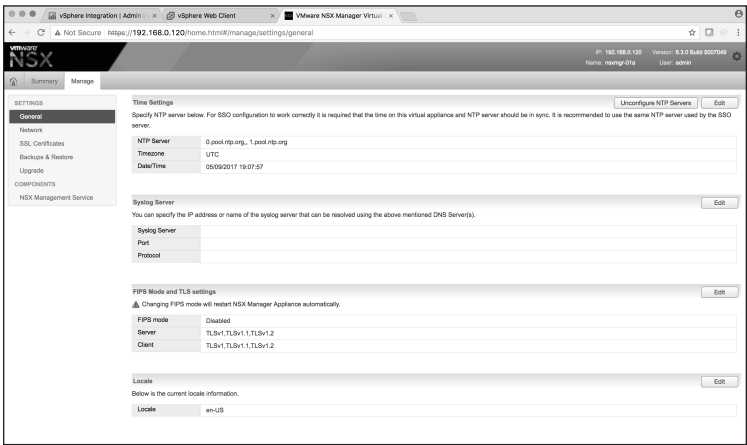 vSphere Integration | Admin |
vSphere Web Client
VMware NSX Manager Virtual
Not Secure https://192.168.0.120/home.html#/manage/settings/general
vmware
NSX
IP: 192.168.0.120 Version: 6.3.0 Build 5007049
Name: nsxmgr-01a User: admin
Summary Manage
SETTINGS
General
Network
SSL Certificates
Backups & Restore
Upgrade
COMPONENTS
NSX Management Service
Time Settings Unconfigure NTP Servers Edit
Specify NTP server below. For SSO configuration to work correctly it is required that the time on this virtual appliance and NTP server should be in sync. It is recommended to use the same NTP server used by the SSO
server.
NTP Server 0.pool.ntp.org,, 1.pool.ntp.org
Timezone UTC
Date/Time 05/09/2017 19:07:57
Syslog Server Edit
You can specify the IP address or name of the syslog server that can be resolved using the above mentioned DNS Server(s).
Syslog Server
Port
Protocol
FIPS Mode and TLS settings Edit
Changing FIPS mode will restart NSX Manager Appliance automatically.
FIPS mode Disabled
Server TLSv1,TLSv1.1,TLSv1.2
Client TLSv1,TLSv1.1,TLSv1.2
Locale Edit
Below is the current locale information.
Locale en-US